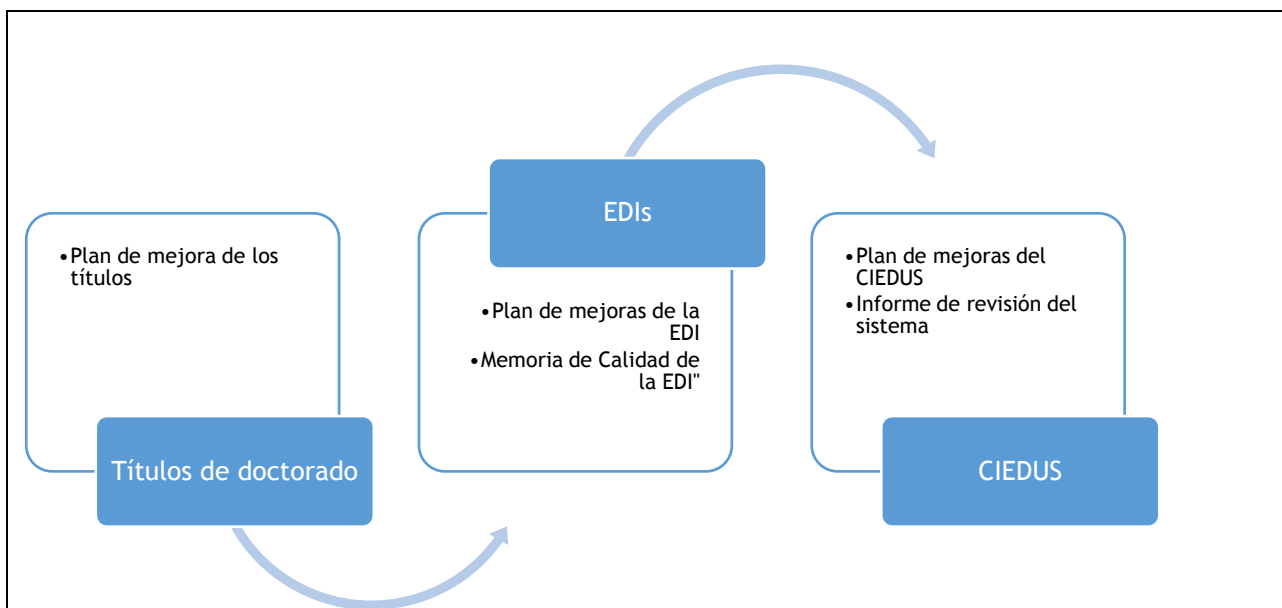 •Plan de mejora de los
títulos
Títulos de doctorado
EDIs
•Plan de mejoras de la
EDI
•Memoria de Calidad de
la EDI"
•Plan de mejoras del
CIEDUS
•Informe de revisión del
sistema
CIEDUS